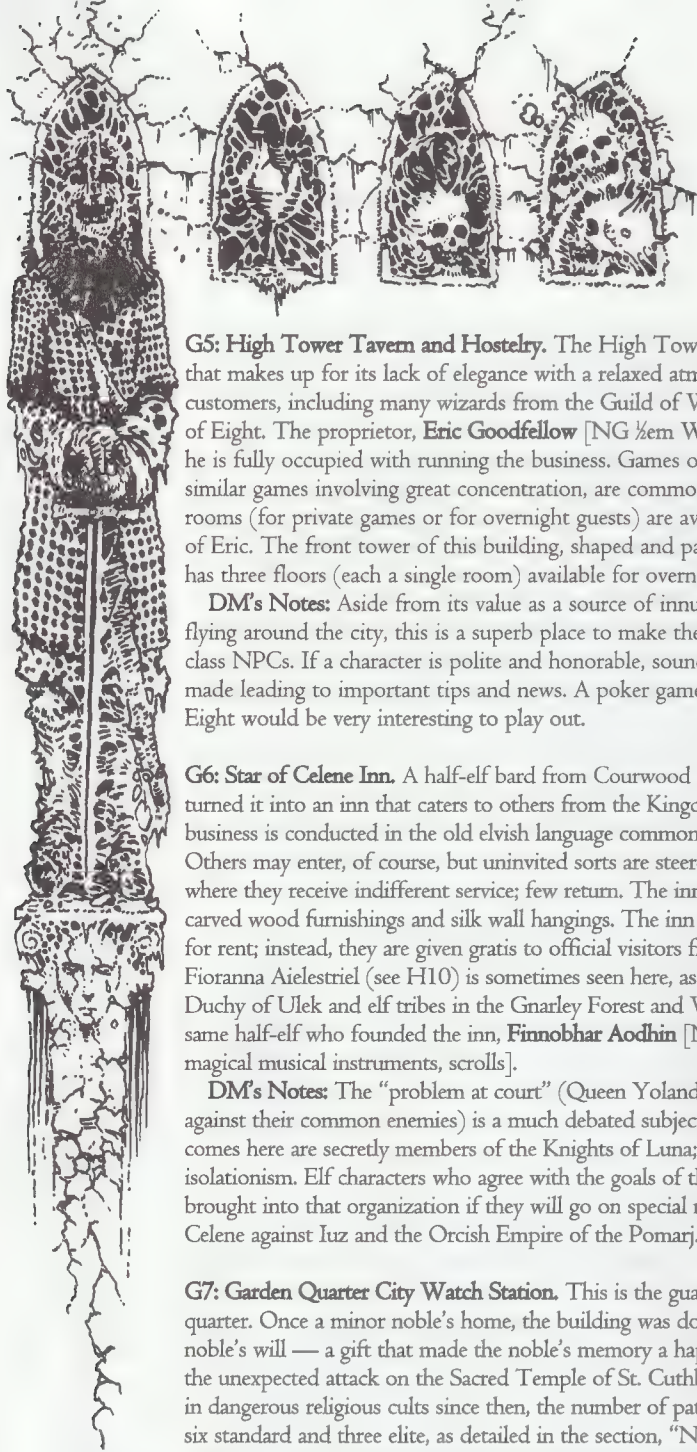 G5: High Tower Tavern and Hostelry. The High Tow
that makes up for its lack of elegance with a relaxed atm
customers, including many wizards from the Guild of W
of Eight. The proprietor, Eric Goodfellow [NG ½em W
he is fully occupied with running the business. Games o
similar games involving great concentration, are commo
rooms (for private games or for overnight guests) are av
of Eric. The front tower of this building, shaped and pa
has three floors (each a single room) available for overn
DM's Notes: Aside from its value as a source of innu
flying around the city, this is a superb place to make the
class NPCs. If a character is polite and honorable, soun
made leading to important tips and news. A poker game
Eight would be very interesting to play out.
G6: Star of Celene Inn. A half-elf bard from Courwood
turned it into an inn that caters to others from the Kingd
business is conducted in the old elvish language common
Others may enter, of course, but uninvited sorts are steer
where they receive indifferent service; few return. The inn
carved wood furnishings and silk wall hangings. The inn
for rent; instead, they are given gratis to official visitors f
Fioranna Aielestriel (see H10) is sometimes seen here, as
Duchy of Ulek and elf tribes in the Gnarley Forest and W
same half-elf who founded the inn, Finnobhar Aodhin [N
magical musical instruments, scrolls].
DM's Notes: The "problem at court" (Queen Yoland
against their common enemies) is a much debated subjec
comes here are secretly members of the Knights of Luna;
isolationism. Elf characters who agree with the goals of th
brought into that organization if they will go on special m
Celene against Iuz and the Orcish Empire of the Pomarj.
G7: Garden Quarter City Watch Station. This is the gua
quarter. Once a minor noble's home, the building was do
noble's will — a gift that made the noble's memory a hap
the unexpected attack on the Sacred Temple of St. Cuthb
in dangerous religious cults since then, the number of pat
six standard and three elite, as detailed in the section, "N